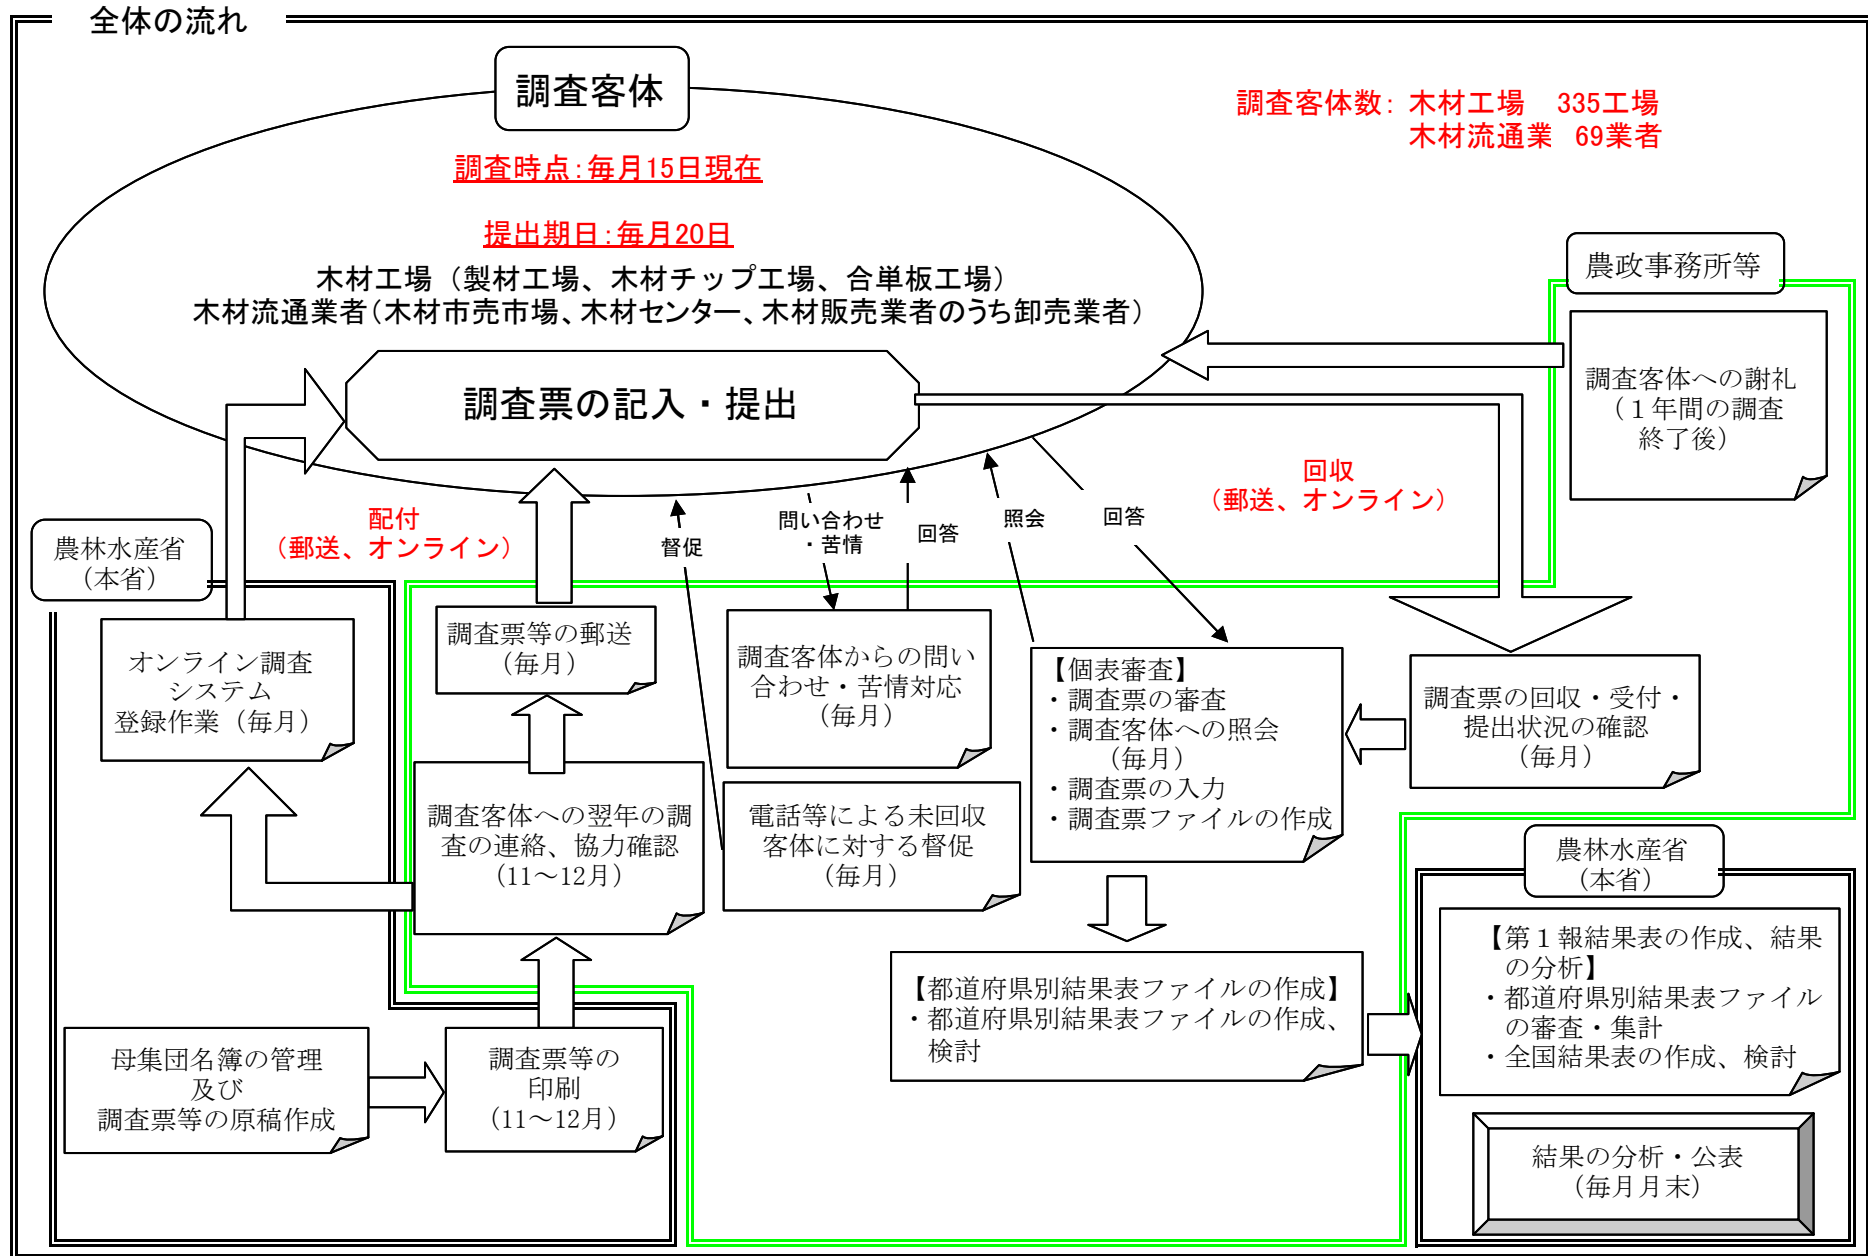 全体の流れ
調査客体
調査客体数：木材工場　335工場
木材流通業　69業者
調査時点：毎月15日現在
提出期日：毎月20日
木材工場（製材工場、木材チップ工場、合単板工場）
木材流通業者（木材市売市場、木材センター、木材販売業者のうち卸売業者）
調査票の記入・提出
農政事務所等
調査客体への謝礼
（１年間の調査
終了後）
回収
（郵送、オンライン）
配付
（郵送、オンライン）
督促
問い合わせ
・苦情
回答
照会
回答
農林水産省
（本省）
オンライン調査
システム
登録作業（毎月）
調査票等の郵送
（毎月）
調査客体からの問い
合わせ・苦情対応
（毎月）
【個表審査】
・調査票の審査
・調査客体への照会
（毎月）
・調査票の入力
・調査票ファイルの作成
調査票の回収・受付・
提出状況の確認
（毎月）
調査客体への翌年の調
査の連絡、協力確認
（11～12月）
電話等による未回収
客体に対する督促
（毎月）
農林水産省
（本省）
【第１報結果表の作成、結果
の分析】
・都道府県別結果表ファイル
の審査・集計
・全国結果表の作成、検討
【都道府県別結果表ファイルの作成】
・都道府県別結果表ファイルの作成、
検討
母集団名簿の管理
及び
調査票等の原稿作成
調査票等の
印刷
（11～12月）
結果の分析・公表
（毎月月末）